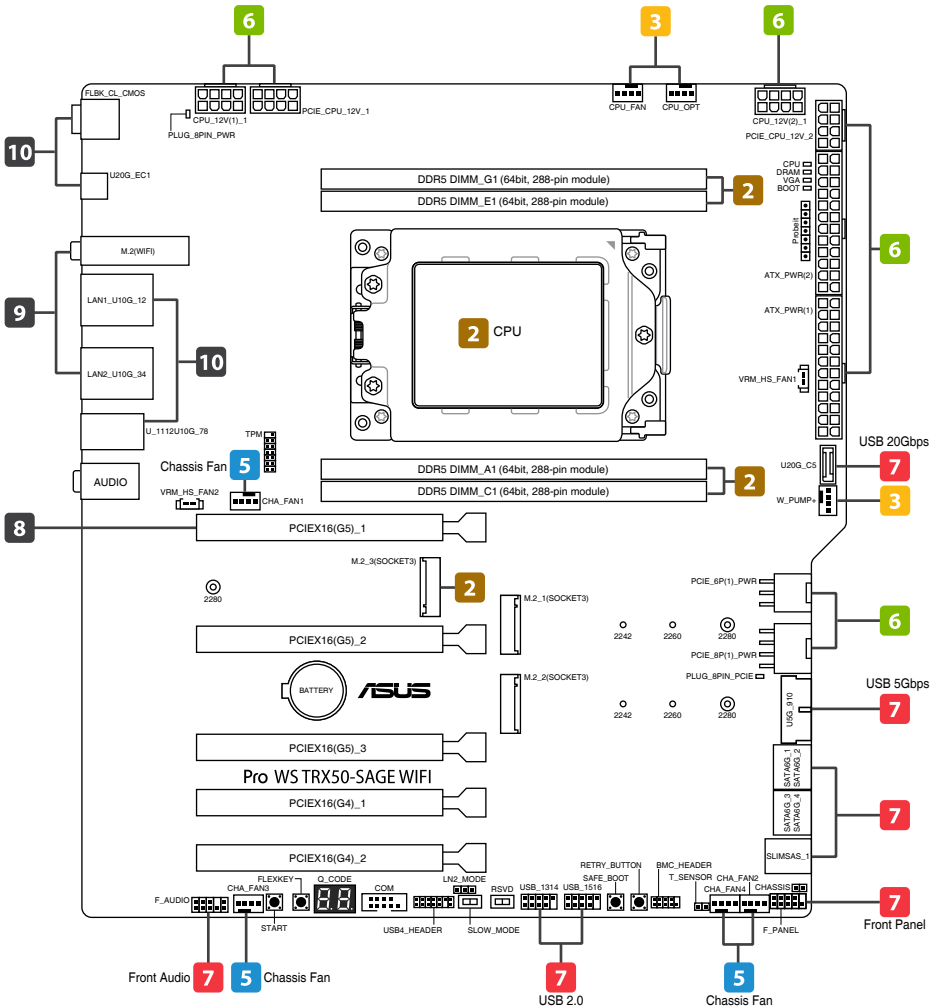 6
3
6
FLBK_CL_CMOS
CPU_12V(1)_1
PCIE_CPU_12V_1
PLUG_8PIN_PWR
CPU_FAN
CPU_OPT
CPU_12V(2)_1
PCIE_CPU_12V_2
10
U20G_EC1
CPU
DRAM
VGA
BOOT
DDR5 DIMM_G1 (64bit, 288-pin module)
DDR5 DIMM_E1 (64bit, 288-pin module)
2
Probeit
6
M.2(WIFI)
ATX_PWR(2)
LAN1_U10G_12
9
ATX_PWR(1)
2
CPU
10
LAN2_U10G_34
VRM_HS_FAN1
U_1112U10G_78
TPM
USB 20Gbps
Chassis Fan
5
AUDIO
DDR5 DIMM_A1 (64bit, 288-pin module)
DDR5 DIMM_C1 (64bit, 288-pin module)
2
U20G_C5
7
VRM_HS_FAN2
CHA_FAN1
W_PUMP+
3
8
PCIEX16(G5)_1
M.2_3(SOCKET3)
2
2280
PCIE_6P(1)_PWR
M.2_1(SOCKET3)
6
2242
2260
2280
PCIEX16(G5)_2
PCIE_8P(1)_PWR
PLUG_8PIN_PCIE
M.2_2(SOCKET3)
USB 5Gbps
BATTERY
ASUS
2242
2260
2280
U5G_910
7
PCIEX16(G5)_3
SATA6G_1
SATA6G_2
Pro WS TRX50-SAGE WIFI
PCIEX16(G4)_1
SATA6G_3
SATA6G_4
7
PCIEX16(G4)_2
SLIMSAS_1
F_AUDIO
CHA_FAN3
START
FLEXKEY
Q_CODE
88
COM
USB4_HEADER
LN2_MODE
SLOW_MODE
RSVD
USB_1314
USB_1516
SAFE_BOOT
RETRY_BUTTON
BMC_HEADER
T_SENSOR
CHA_FAN4
CHA_FAN2
CHASSIS
F_PANEL
7
Front Panel
Front Audio
7
5
Chassis Fan
7
USB 2.0
5
Chassis Fan